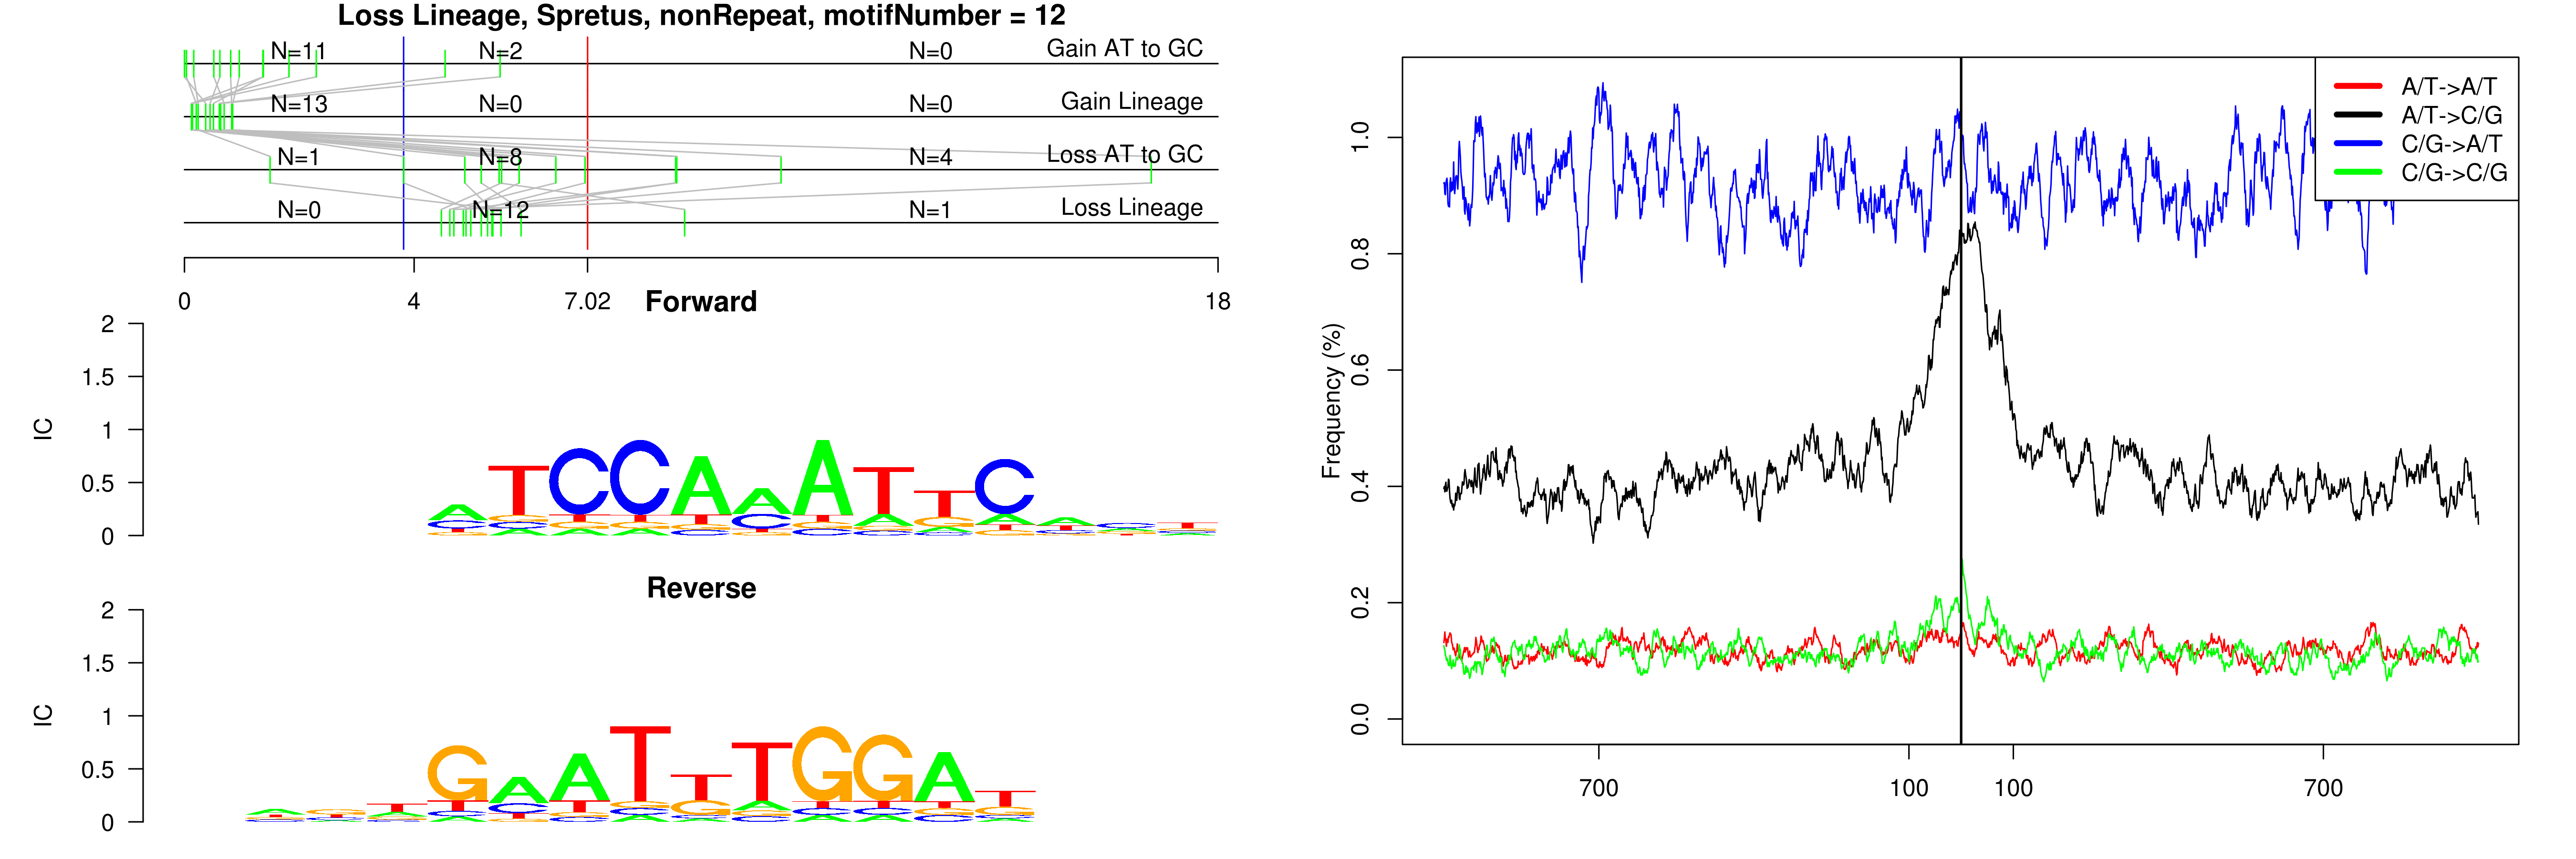 Loss Lineage, Spretus, nonRepeat, motifNumber = 12
N=11 N=2 N=0 Gain AT to GC
N=13 N=0 N=0 Gain Lineage
N=1 N=8 N=4 Loss AT to GC
N=0 N=12 N=1 Loss Lineage
0 4 7.02 18
Forward
2
1.5
1
0.5
0
IC
A T C C A A A T T C A
Reverse
2
1.5
1
0.5
0
IC
G A A T T T G G A T
A/T->A/T
A/T->C/G
C/G->A/T
C/G->C/G
Frequency (%)
1.0
0.8
0.6
0.4
0.2
0.0
700 100 100 700